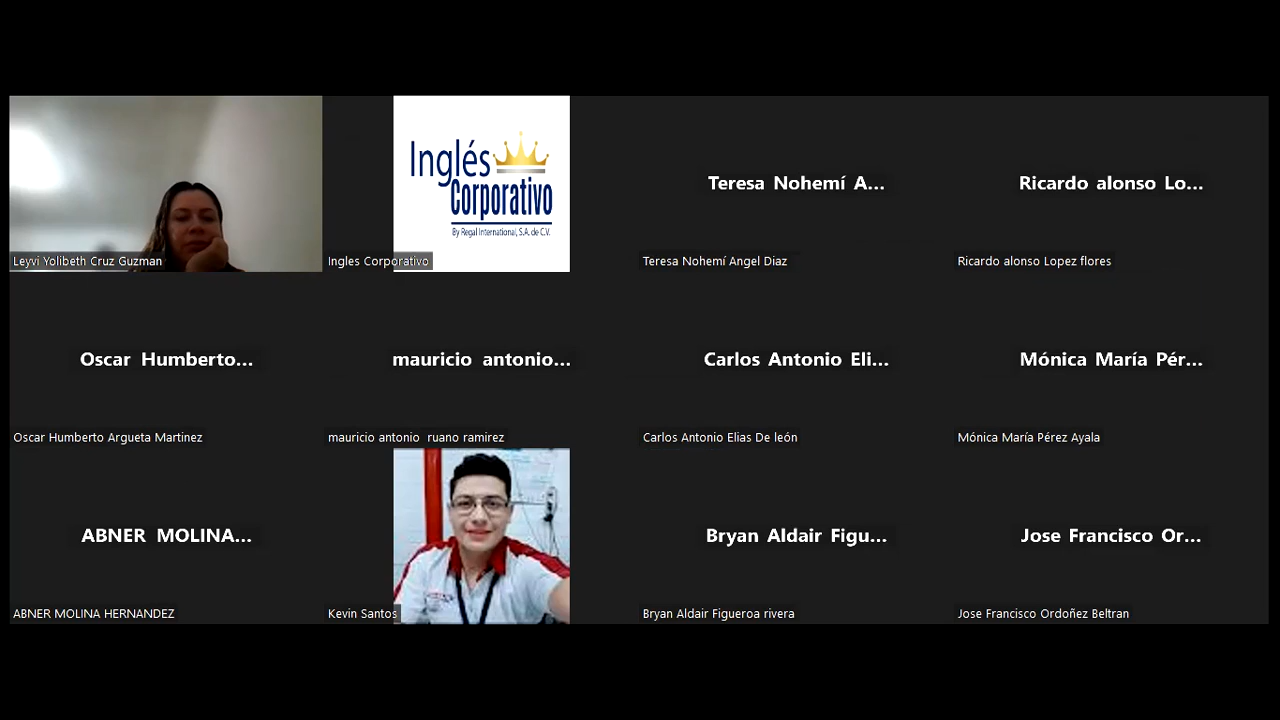 Leyvi Yolibeth Cruz Guzman
Inglés
Corporativo
By Regal International, S.A. de C.V.
Ingles Corporativo
Teresa Nohemí A...
Teresa Nohemí Angel Diaz
Ricardo alonso Lo...
Ricardo alonso Lopez flores
Oscar Humberto...
Oscar Humberto Argueta Martinez
mauricio antonio...
mauricio antonio ruano ramirez
Carlos Antonio Eli...
Carlos Antonio Elias De león
Mónica María Pér...
Mónica María Pérez Ayala
ABNER MOLINA...
ABNER MOLINA HERNANDEZ
Kevin Santos
Bryan Aldair Figu...
Bryan Aldair Figueroa rivera
Jose Francisco Or...
Jose Francisco Ordoñez Beltran